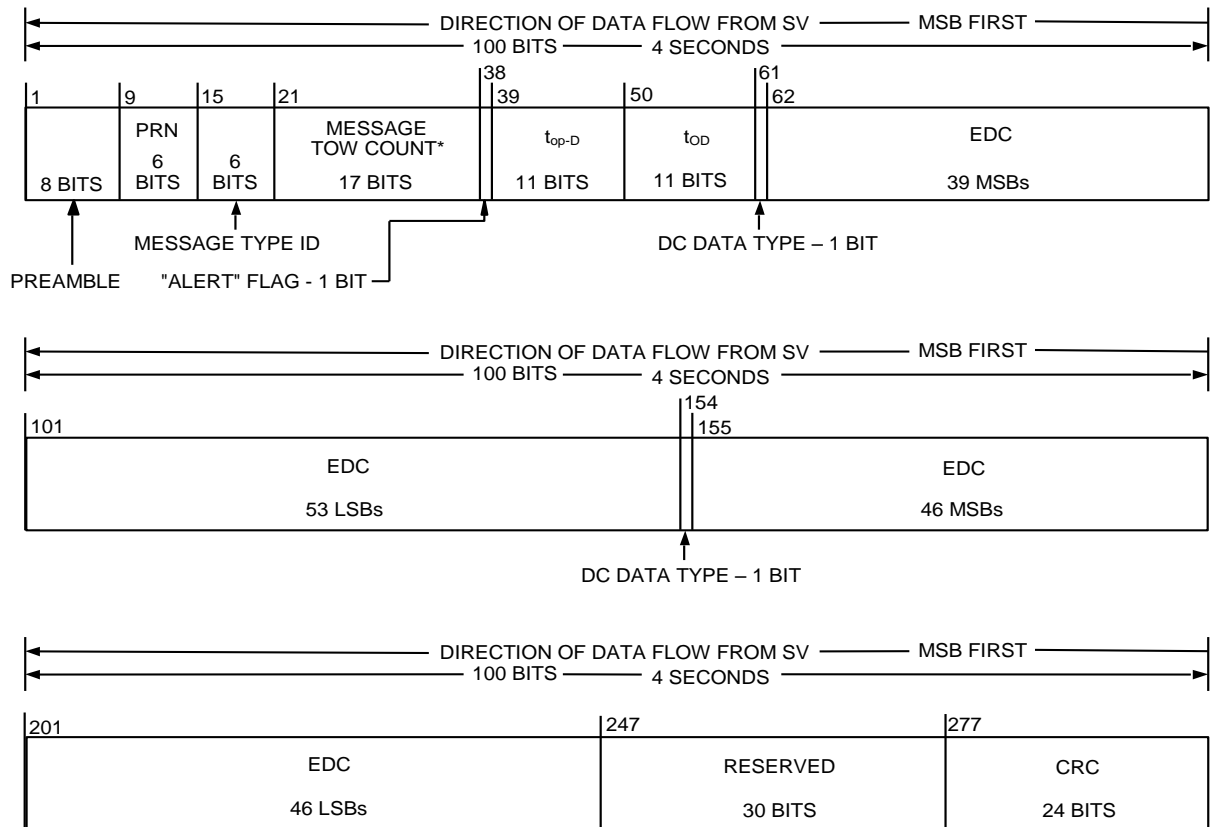 DIRECTION OF DATA FLOW FROM SV MSB FIRST
100 BITS 4 SECONDS
38 61
1 9 15 21 39 50 62
PRN MESSAGE t_op-D t_OD EDC
TOW COUNT*
6 6
8 BITS BITS BITS 17 BITS 11 BITS 11 BITS 39 MSBs
MESSAGE TYPE ID DC DATA TYPE – 1 BIT
PREAMBLE "ALERT" FLAG - 1 BIT
DIRECTION OF DATA FLOW FROM SV MSB FIRST
100 BITS 4 SECONDS
154
101 155
EDC EDC
53 LSBs 46 MSBs
DC DATA TYPE – 1 BIT
DIRECTION OF DATA FLOW FROM SV MSB FIRST
100 BITS 4 SECONDS
201 247 277
EDC RESERVED CRC
46 LSBs 30 BITS 24 BITS